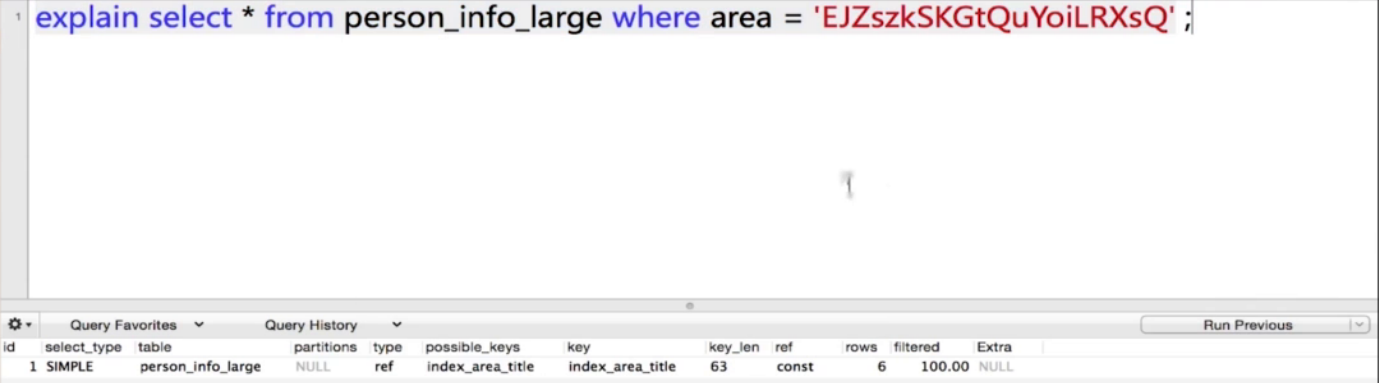 1 explain select * from person_info_large where area = 'EJZszkSKGtQuYoiLRXsQ' ;
Query Favorites Query History Run Previous
id select_type table partitions type possible_keys key key_len ref rows filtered Extra
1 SIMPLE person_info_large NULL ref index_area_title index_area_title 63 const 6 100.00 NULL